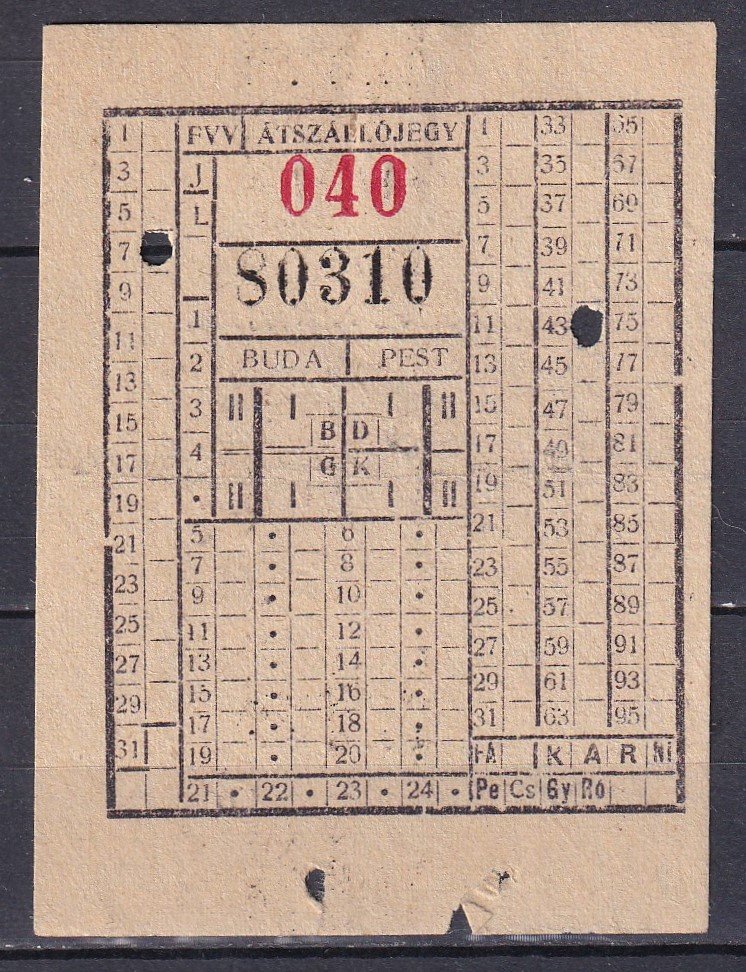 1 FVV ÁTSZÁLLÓJEGY 1 33 65
3 J 040 3 35 67
5 L 5 37 69
7 S0310 7 39 71
9 9 41 73
11 1 11 43 75
13 2 BUDA PEST 13 45 77
15 3 II I I II 15 47 79
17 4 B D 17 49 81
19 • G K 19 51 83
II I I II
21 5 • 6 • 21 53 85
23 7 • 8 • 23 55 87
25 9 • 10 • 25 57 89
27 11 • 12 • 27 59 91
29 13 • 14 • 29 61 93
31 15 • 16 • 31 63 95
17 • 18 •
19 • 20 • HÁ K A R Ni
21 • 22 • 23 • 24 • Pe Cs Gy Ro